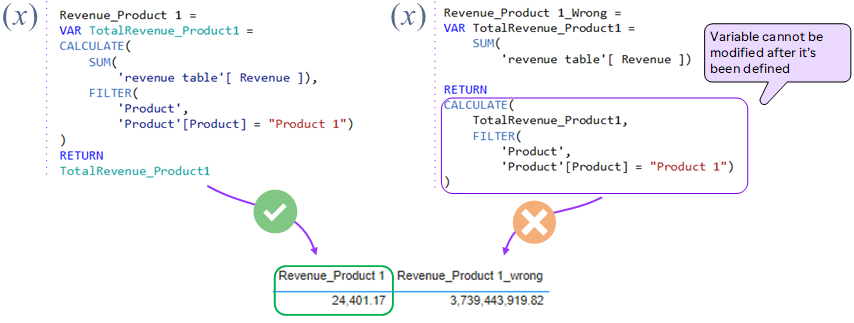 (x)
Revenue_Product 1 =
VAR TotalRevenue_Product1 =
CALCULATE(
SUM(
'revenue table'[ Revenue ]),
FILTER(
'Product',
'Product'[Product] = "Product 1")
)
RETURN
TotalRevenue_Product1
(x)
Revenue_Product 1_Wrong =
VAR TotalRevenue_Product1 =
SUM(
'revenue table'[ Revenue ])
RETURN
CALCULATE(
TotalRevenue_Product1,
FILTER(
'Product',
'Product'[Product] = "Product 1")
)
Variable cannot be
modified after it's
been defined
Revenue_Product 1 Revenue_Product 1_wrong
24,401.17 3,739,443,919.82